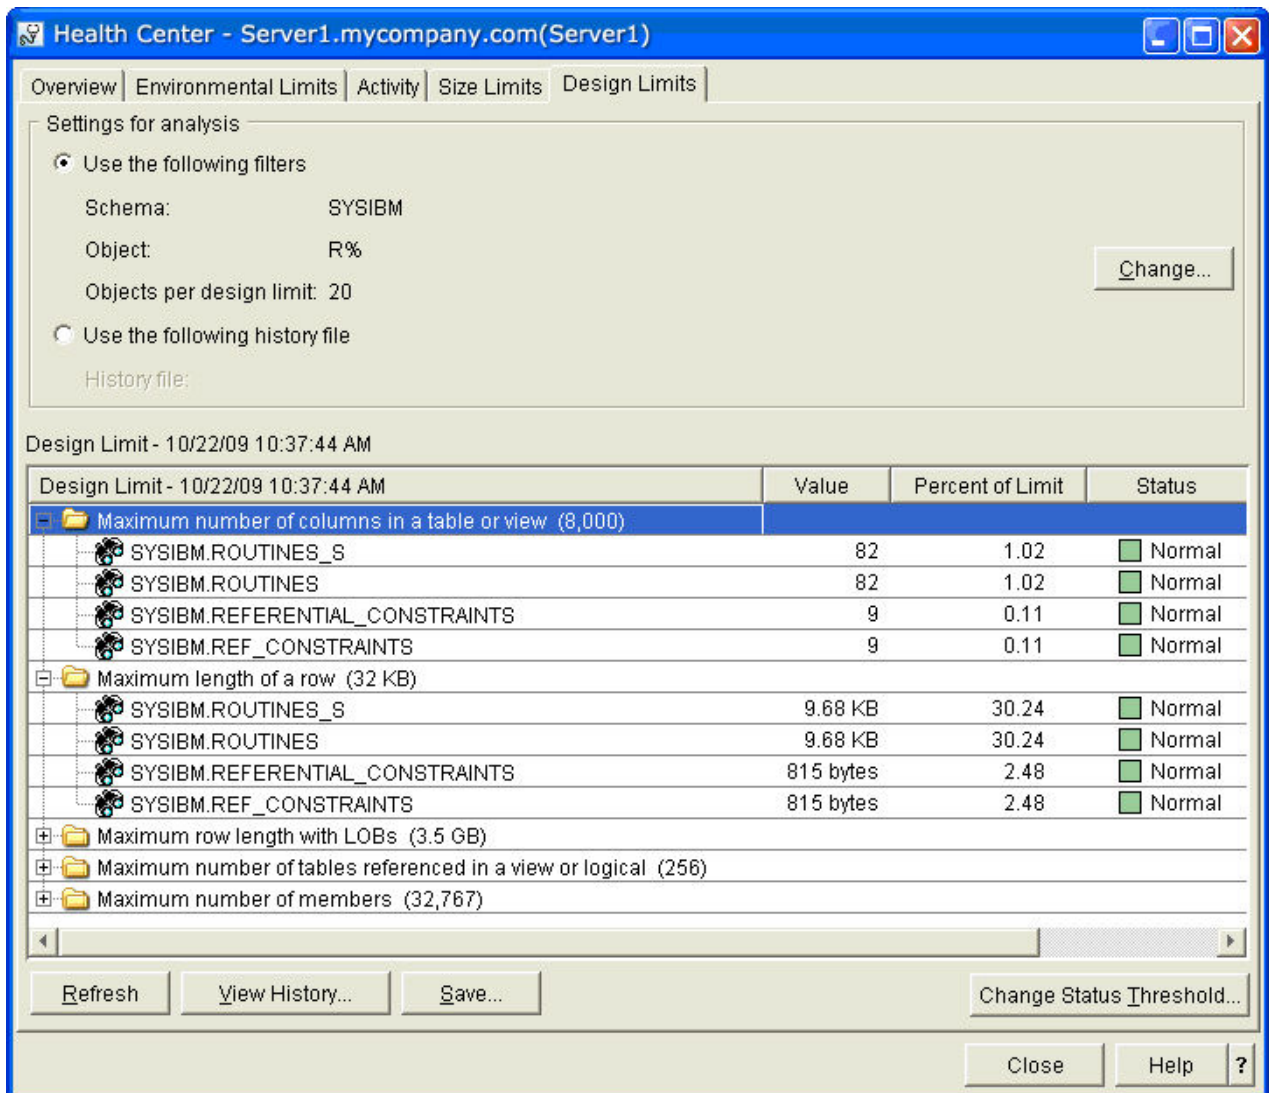 Health Center - Server1.mycompany.com(Server1)
Overview Environmental Limits Activity Size Limits Design Limits
Settings for analysis
Use the following filters
Schema: SYSIBM
Object: R%
Change...
Objects per design limit: 20
Use the following history file
History file:
Design Limit - 10/22/09 10:37:44 AM
Design Limit - 10/22/09 10:37:44 AM Value Percent of Limit Status
Maximum number of columns in a table or view (8,000)
SYSIBM.ROUTINES_S 82 1.02 Normal
SYSIBM.ROUTINES 82 1.02 Normal
SYSIBM.REFERENTIAL_CONSTRAINTS 9 0.11 Normal
SYSIBM.REF_CONSTRAINTS 9 0.11 Normal
Maximum length of a row (32 KB)
SYSIBM.ROUTINES_S 9.68 KB 30.24 Normal
SYSIBM.ROUTINES 9.68 KB 30.24 Normal
SYSIBM.REFERENTIAL_CONSTRAINTS 815 bytes 2.48 Normal
SYSIBM.REF_CONSTRAINTS 815 bytes 2.48 Normal
Maximum row length with LOBs (3.5 GB)
Maximum number of tables referenced in a view or logical (256)
Maximum number of members (32,767)
Refresh View History... Save... Change Status Threshold...
Close Help ?